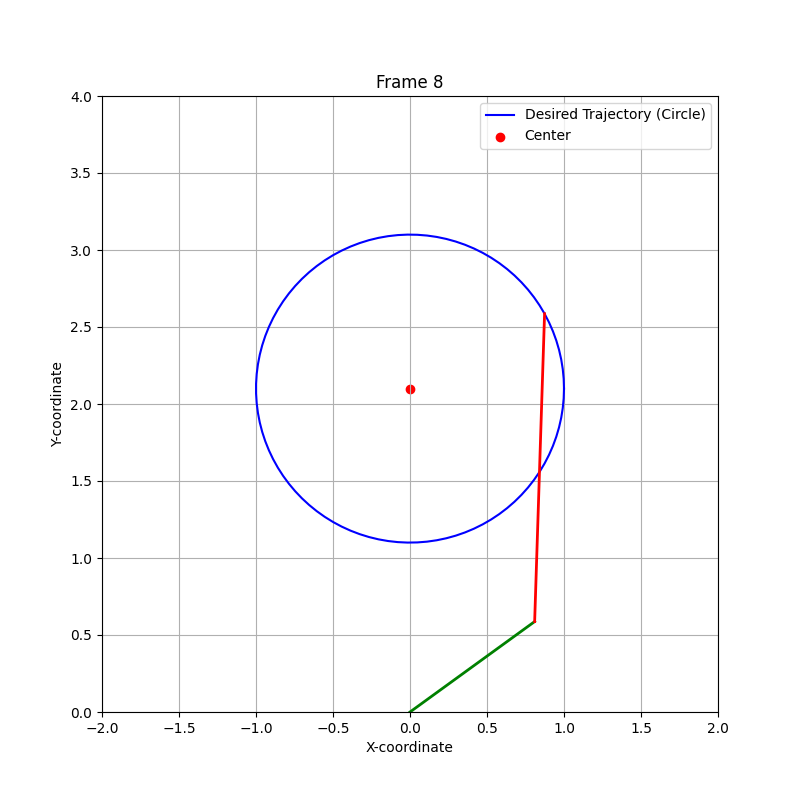 Frame 8
Desired Trajectory (Circle)
Center
4.0
3.5
3.0
2.5
2.0
1.5
1.0
0.5
0.0
Y-coordinate
−2.0 −1.5 −1.0 −0.5 0.0 0.5 1.0 1.5 2.0
X-coordinate